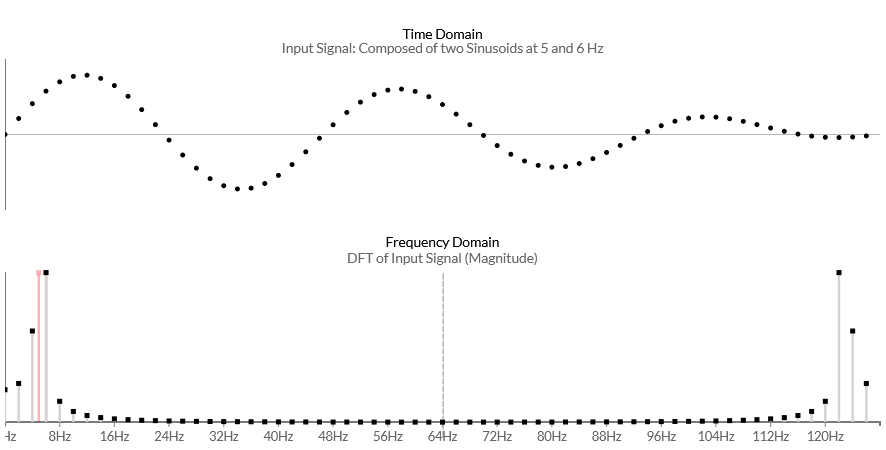 Time Domain
Input Signal: Composed of two Sinusoids at 5 and 6 Hz
Frequency Domain
DFT of Input Signal (Magnitude)
Hz 8Hz 16Hz 24Hz 32Hz 40Hz 48Hz 56Hz 64Hz 72Hz 80Hz 88Hz 96Hz 104Hz 112Hz 120Hz